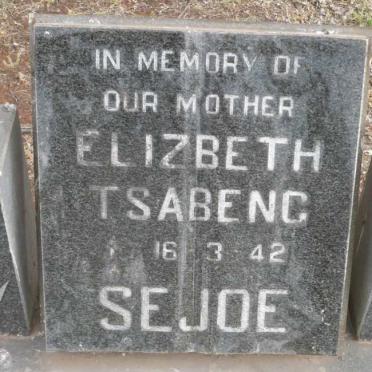 IN MEMORY OF
OUR MOTHER
ELIZBETH
TSABENG
16 3 42
SEJOE